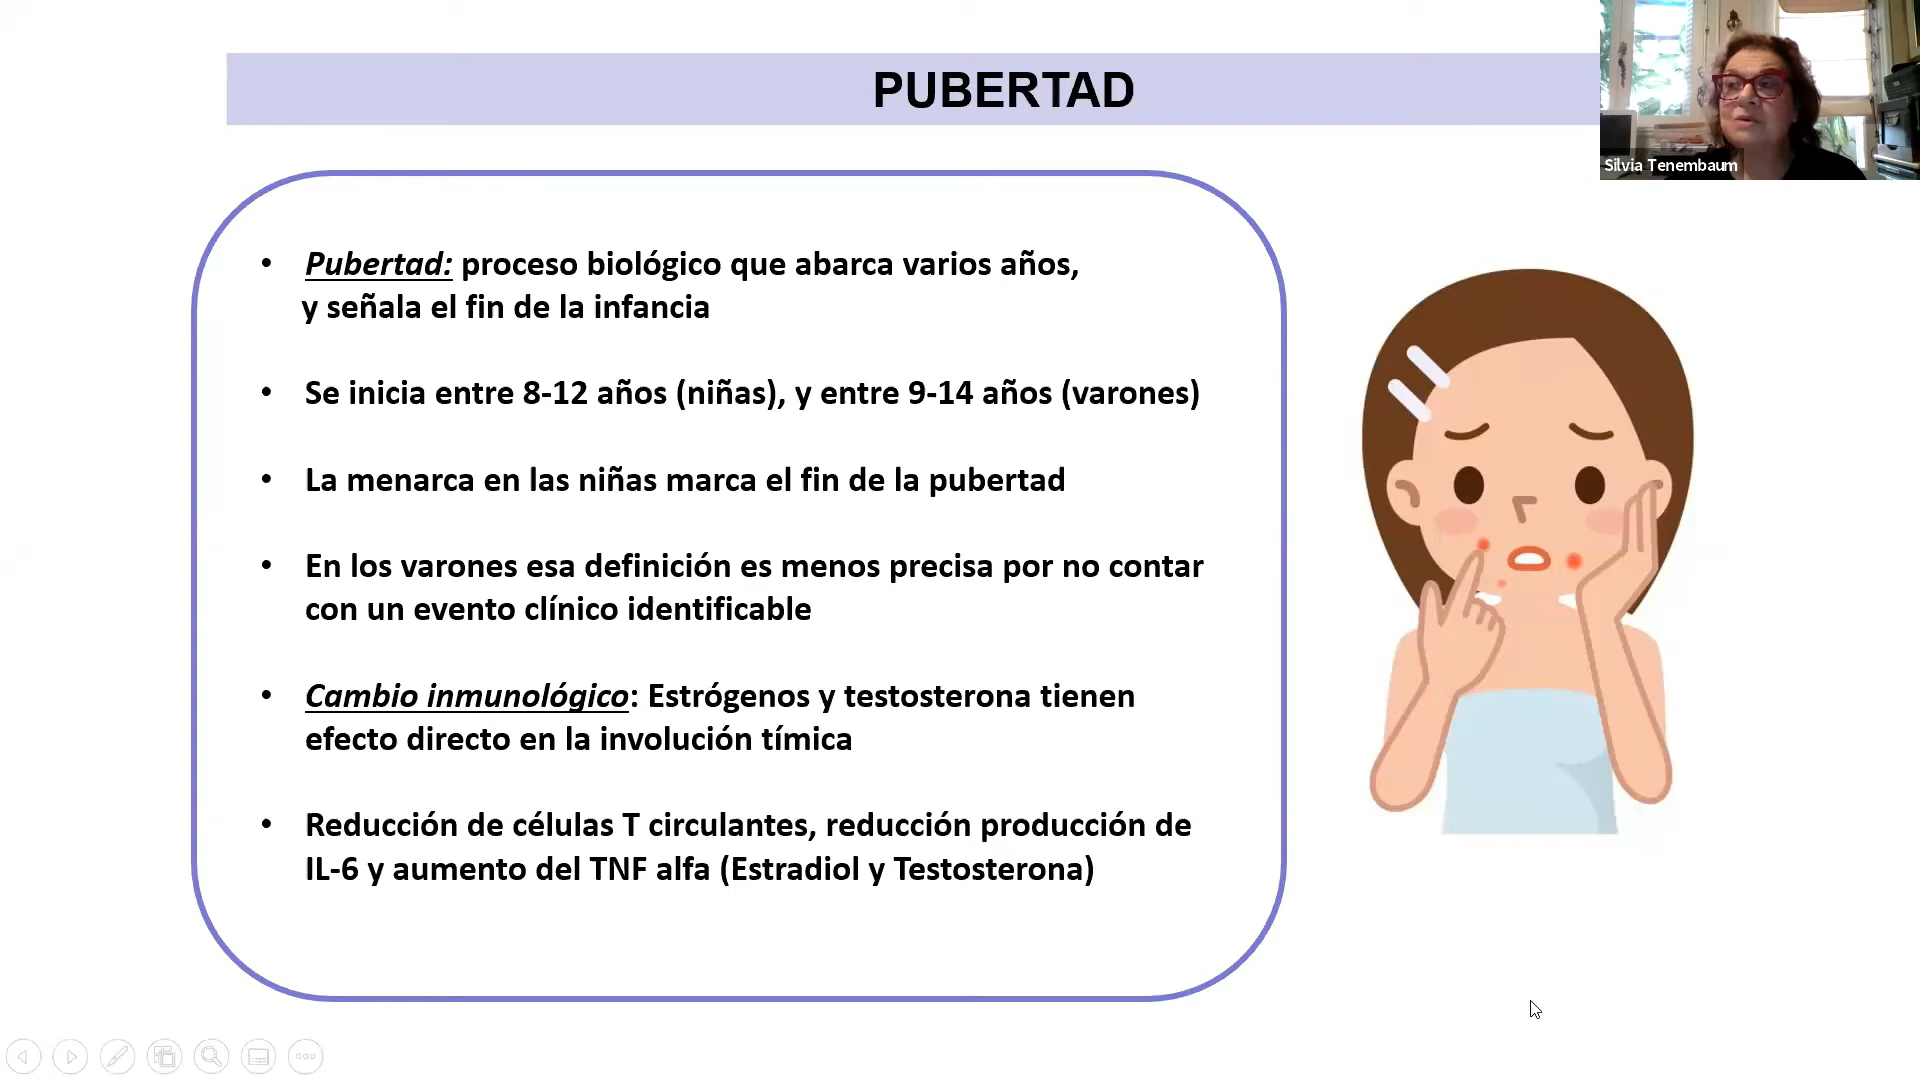 PUBERTAD
Silvia Tenembaum
• Pubertad: proceso biológico que abarca varios años,
y señala el fin de la infancia
• Se inicia entre 8-12 años (niñas), y entre 9-14 años (varones)
• La menarca en las niñas marca el fin de la pubertad
• En los varones esa definición es menos precisa por no contar
con un evento clínico identificable
• Cambio inmunológico: Estrógenos y testosterona tienen
efecto directo en la involución tímica
• Reducción de células T circulantes, reducción producción de
IL-6 y aumento del TNF alfa (Estradiol y Testosterona)